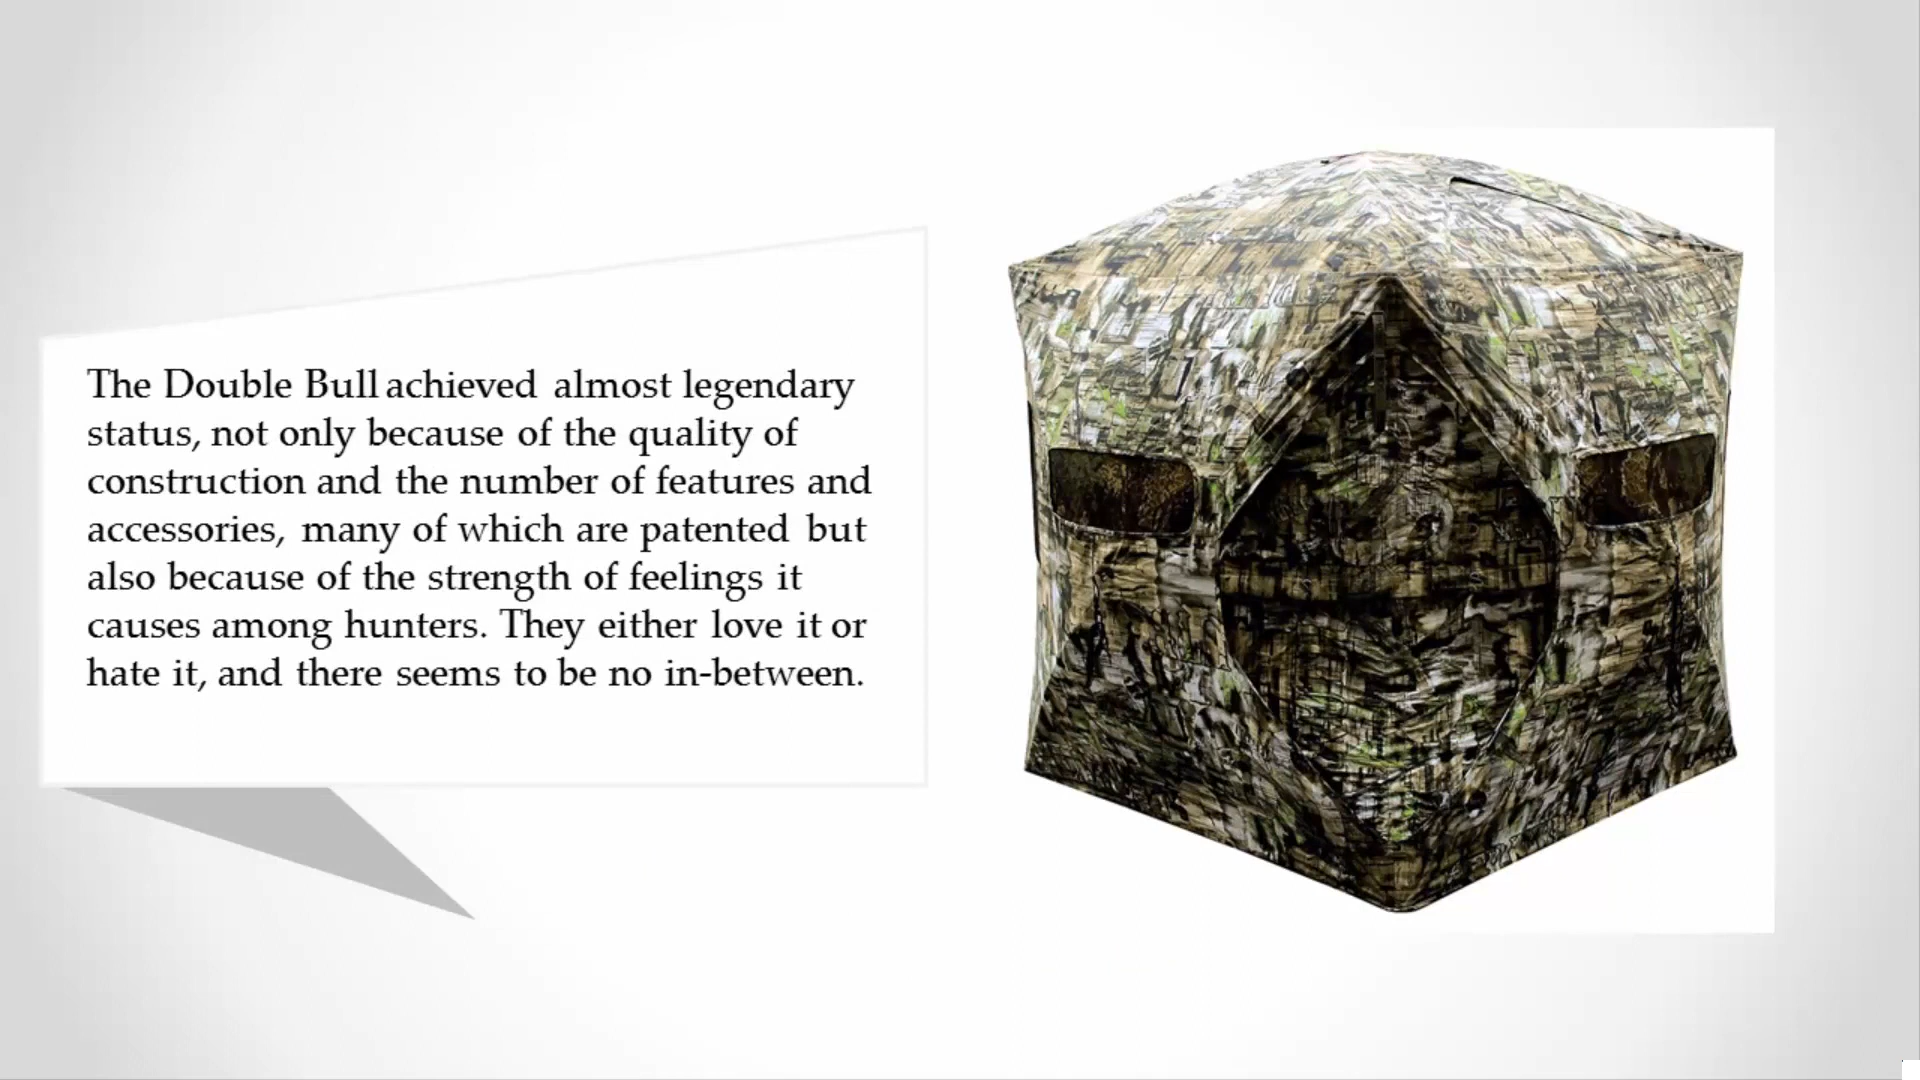 The Double Bull achieved almost legendary
status, not only because of the quality of
construction and the number of features and
accessories, many of which are patented but
also because of the strength of feelings it
causes among hunters. They either love it or
hate it, and there seems to be no in-between.